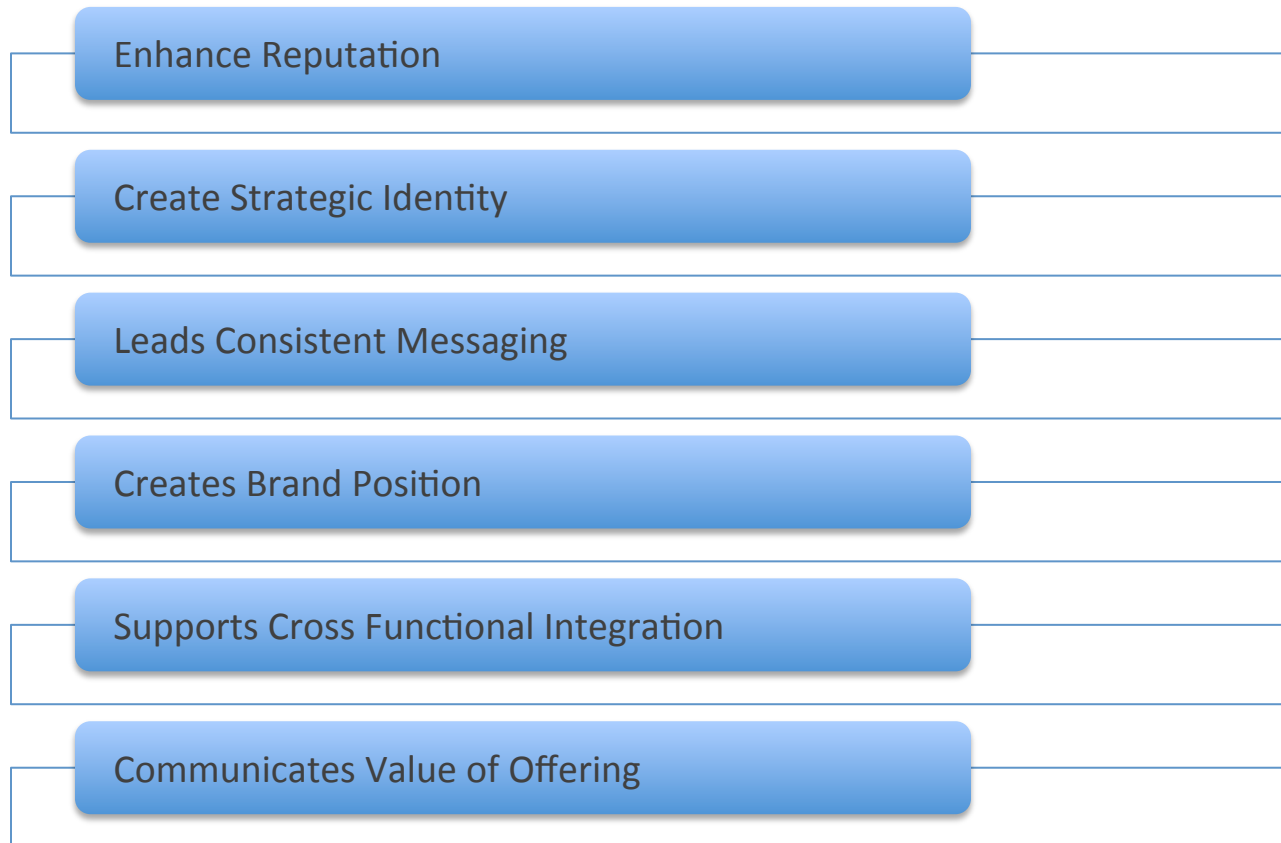 Enhance Reputation
Create Strategic Identity
Leads Consistent Messaging
Creates Brand Position
Supports Cross Functional Integration
Communicates Value of Offering